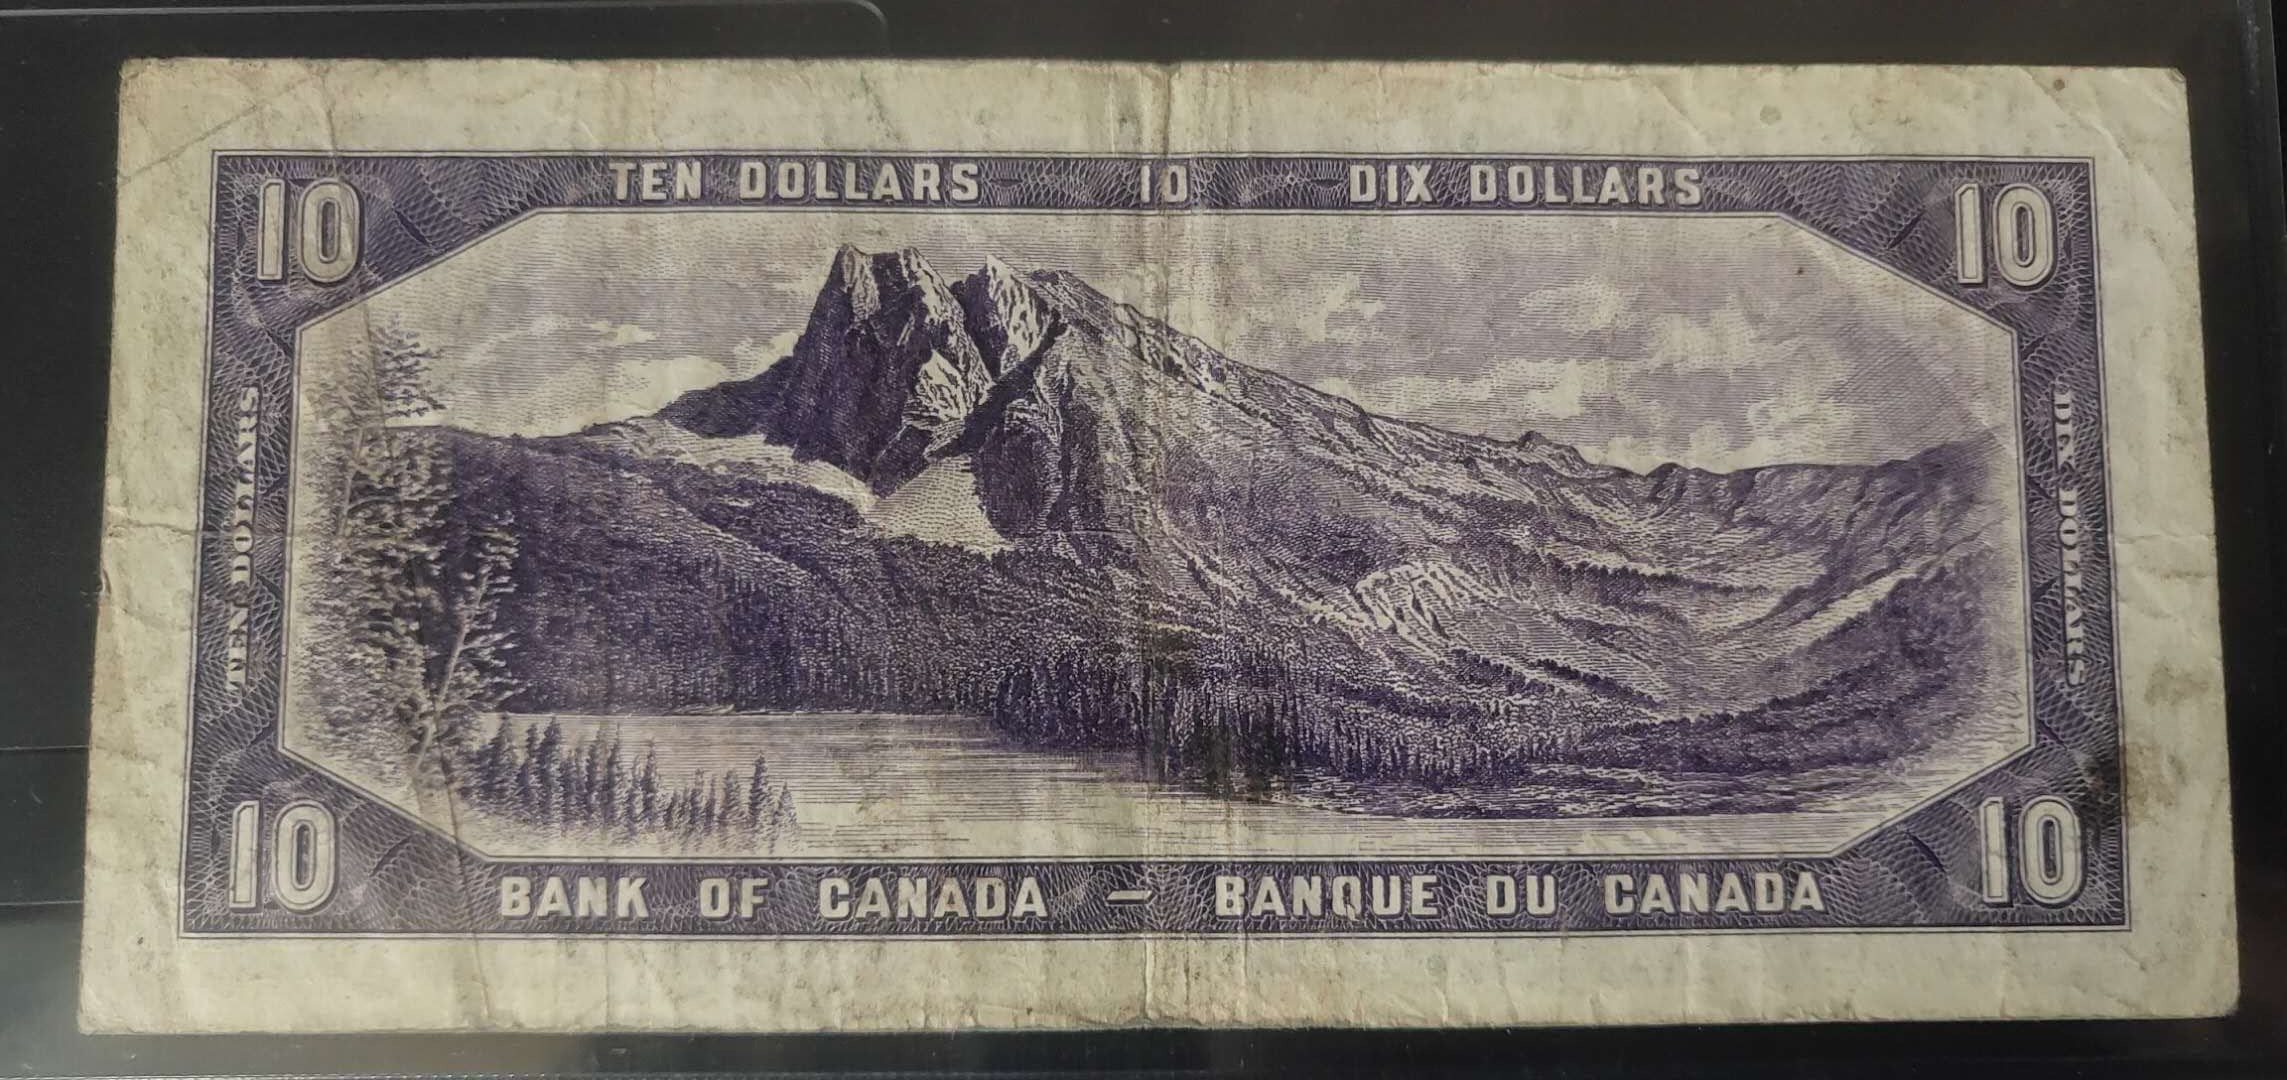 TEN DOLLARS 10 DIX DOLLARS
10
10
TEN DOLLARS
DIX DOLLARS
10
10
BANK OF CANADA — BANQUE DU CANADA